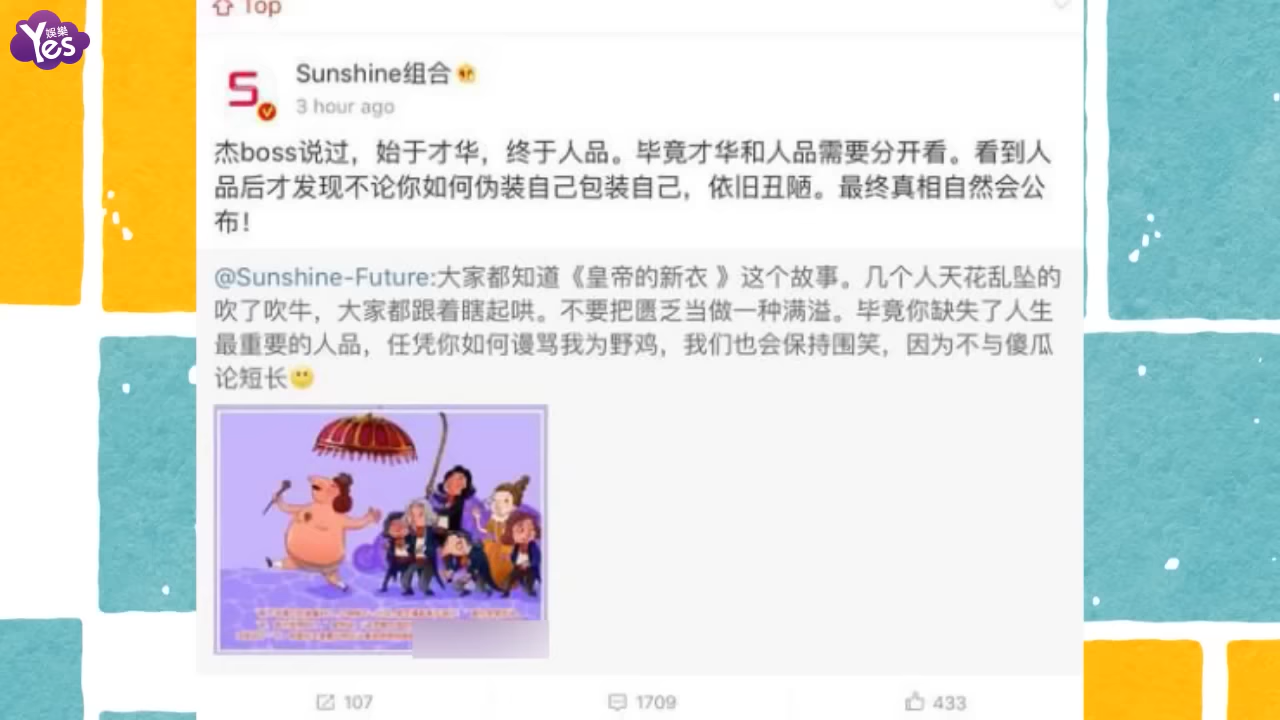 娛樂
Yes
Top
Sunshine组合
3 hour ago
杰boss说过，始于才华，终于人品。毕竟才华和人品需要分开看。看到人
品后才发现不论你如何伪装自己包装自己，依旧丑陋。最终真相自然会公
布！
@Sunshine-Future:大家都知道《皇帝的新衣 》这个故事。几个人天花乱坠的
吹了吹牛，大家都跟着瞎起哄。不要把匮乏当做一种满溢。毕竟你缺失了人生
最重要的人品，任凭你如何谩骂我为野鸡，我们也会保持围笑，因为不与傻瓜
论短长
107
1709
433